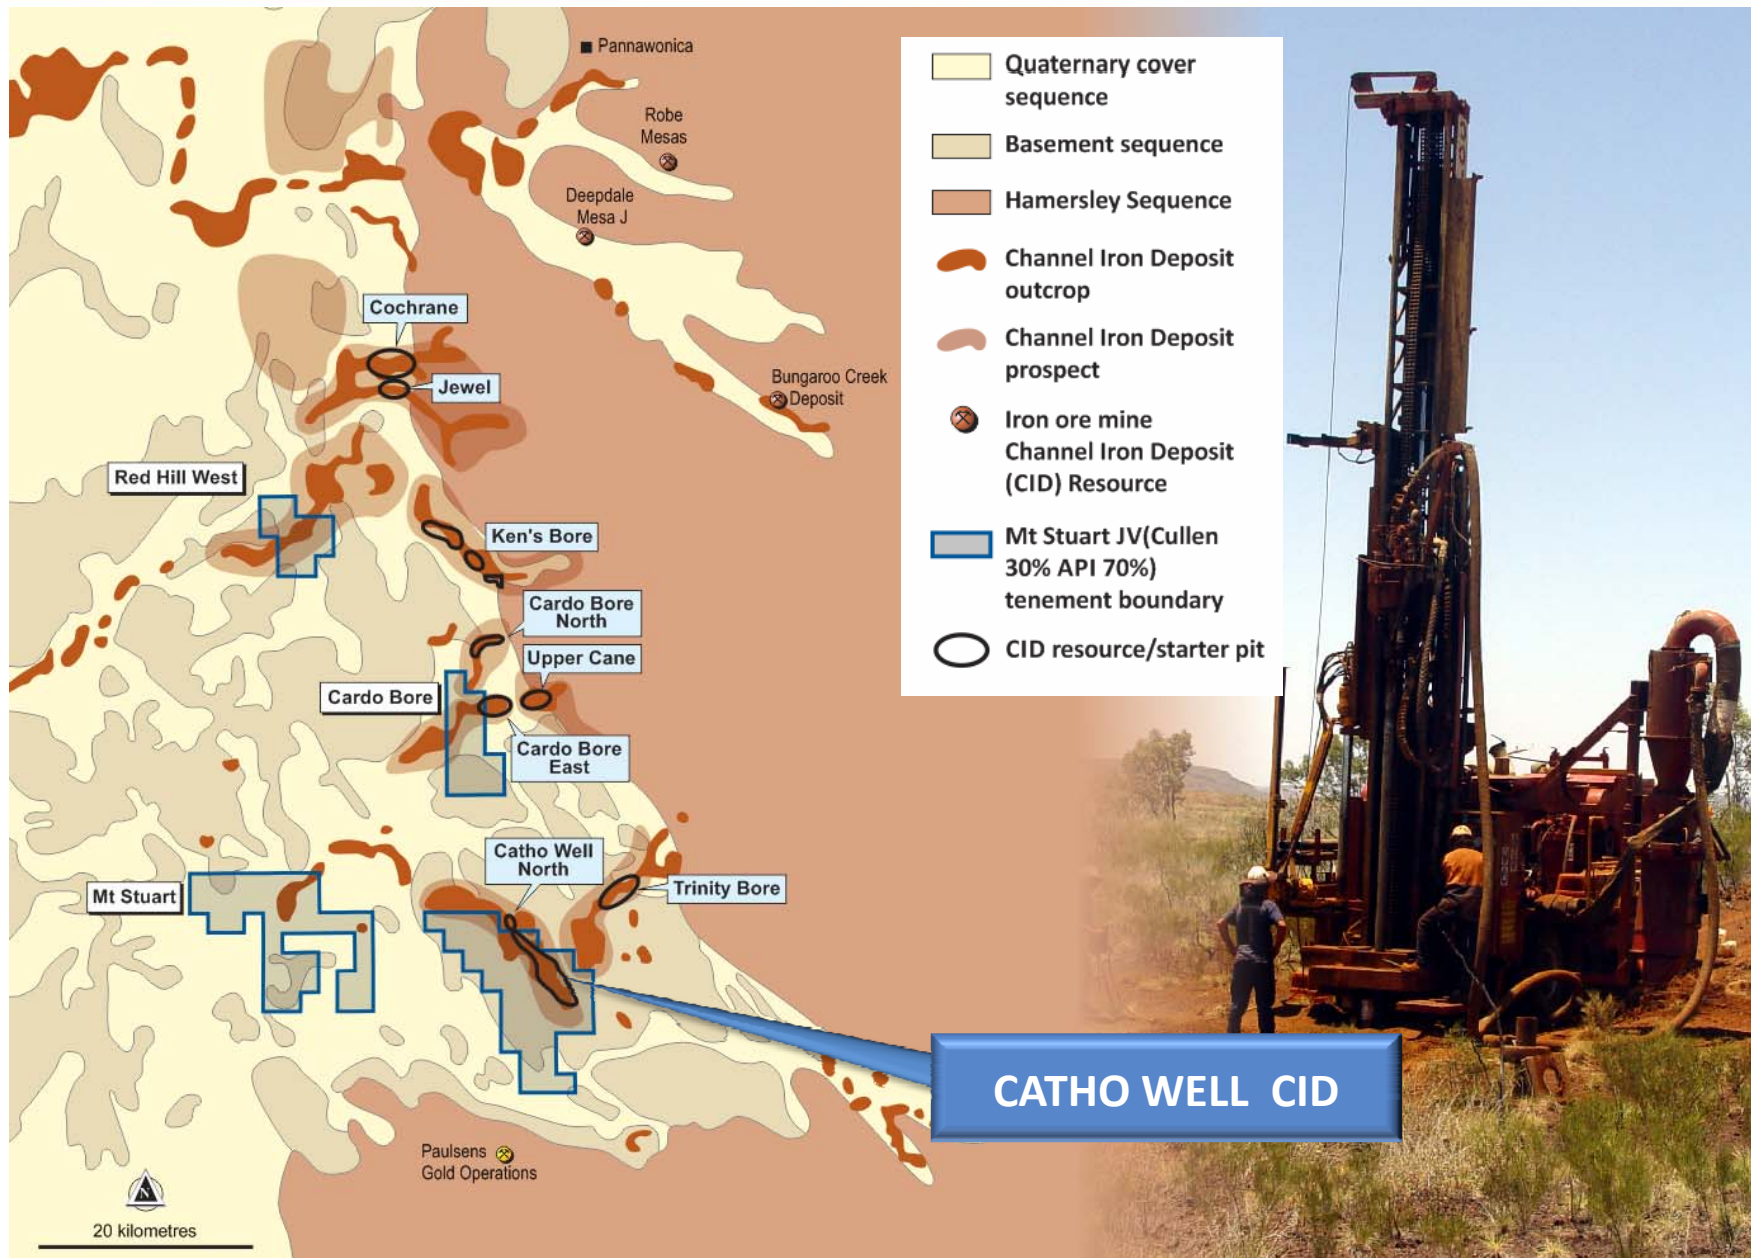 Pannawonica
Robe
Mesas
Deepdale
Mesa J
Cochrane
Jewel
Bungaroo Creek
Deposit
Red Hill West
Ken's Bore
Cardo Bore
North
Upper Cane
Cardo Bore
Cardo Bore
East
Catho Well
North
Trinity Bore
Mt Stuart
Paulsens
Gold Operations
N
20 kilometres
Quaternary cover
sequence
Basement sequence
Hamersley Sequence
Channel Iron Deposit
outcrop
Channel Iron Deposit
prospect
Iron ore mine
Channel Iron Deposit
(CID) Resource
Mt Stuart JV(Cullen
30% API 70%)
tenement boundary
CID resource/starter pit
CATHO WELL CID